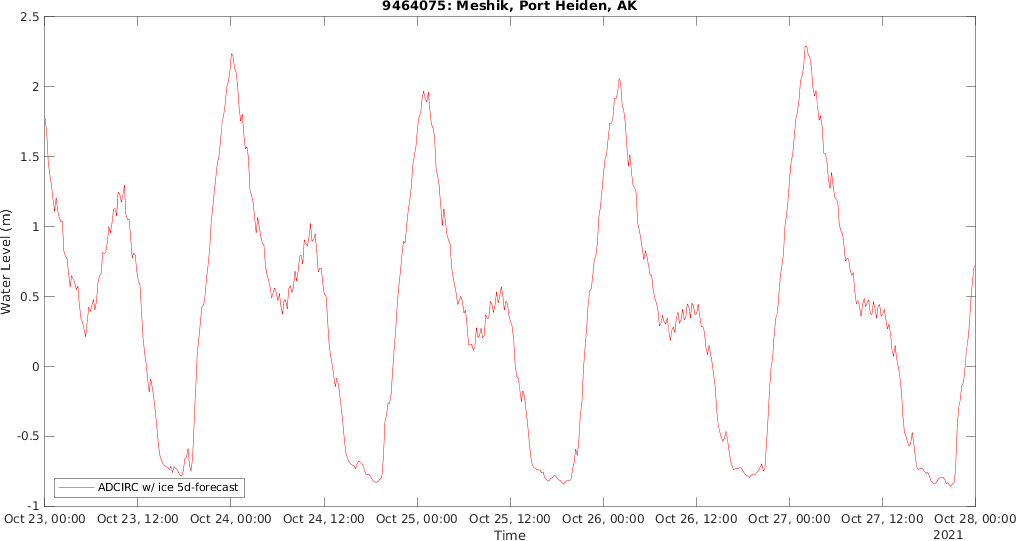 9464075: Meshik, Port Heiden, AK
2.5
2
1.5
1
0.5
0
-0.5
-1
Water Level (m)
ADCIRC w/ ice 5d-forecast
Oct 23, 00:00 Oct 23, 12:00 Oct 24, 00:00 Oct 24, 12:00 Oct 25, 00:00 Oct 25, 12:00 Oct 26, 00:00 Oct 26, 12:00 Oct 27, 00:00 Oct 27, 12:00 Oct 28, 00:00
Time
2021